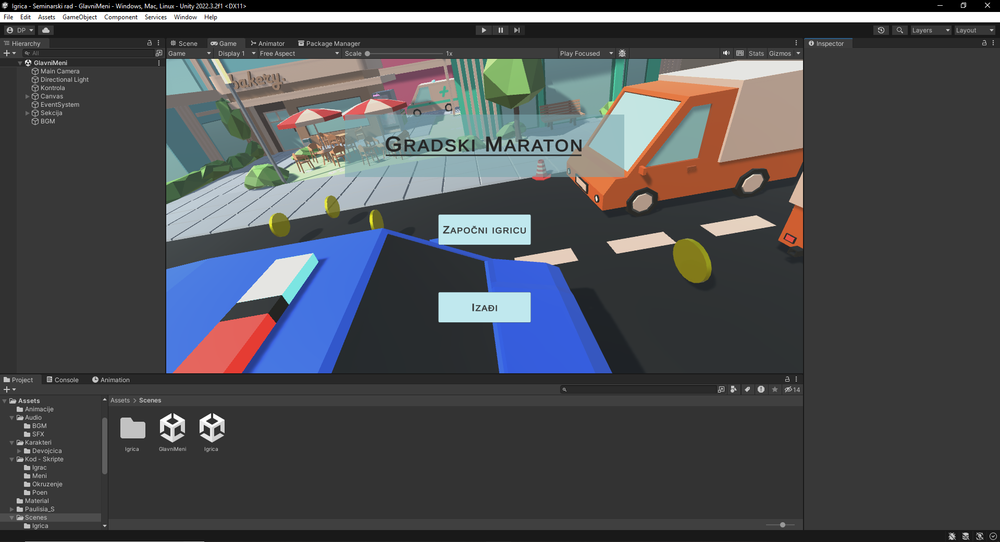 Igrica - Seminarski rad - GlavniMeni - Windows, Mac, Linux - Unity 2022.3.2f1 <DX11>
File Edit Assets GameObject Component Services Window Help
DP Layers Layout
Hierarchy Scene Game Animator Package Manager Inspector
All Game Display 1 Free Aspect Scale 1x Play Focused Stats Gizmos
GlavniMeni
Main Camera
Directional Light
Kontrola
Canvas
EventSystem
Sekcija
BGM
bakery.
Gradski Maraton
Započni igricu
Izađi
Project Console Animation
14
Assets
Animacije
Audio
BGM
SFX
Karakteri
Devojcica
Kod - Skripte
Igrac
Meni
Okruzenje
Poen
Material
Paulisia_S
Scenes
Igrica
Assets > Scenes
Igrica GlavniMeni Igrica